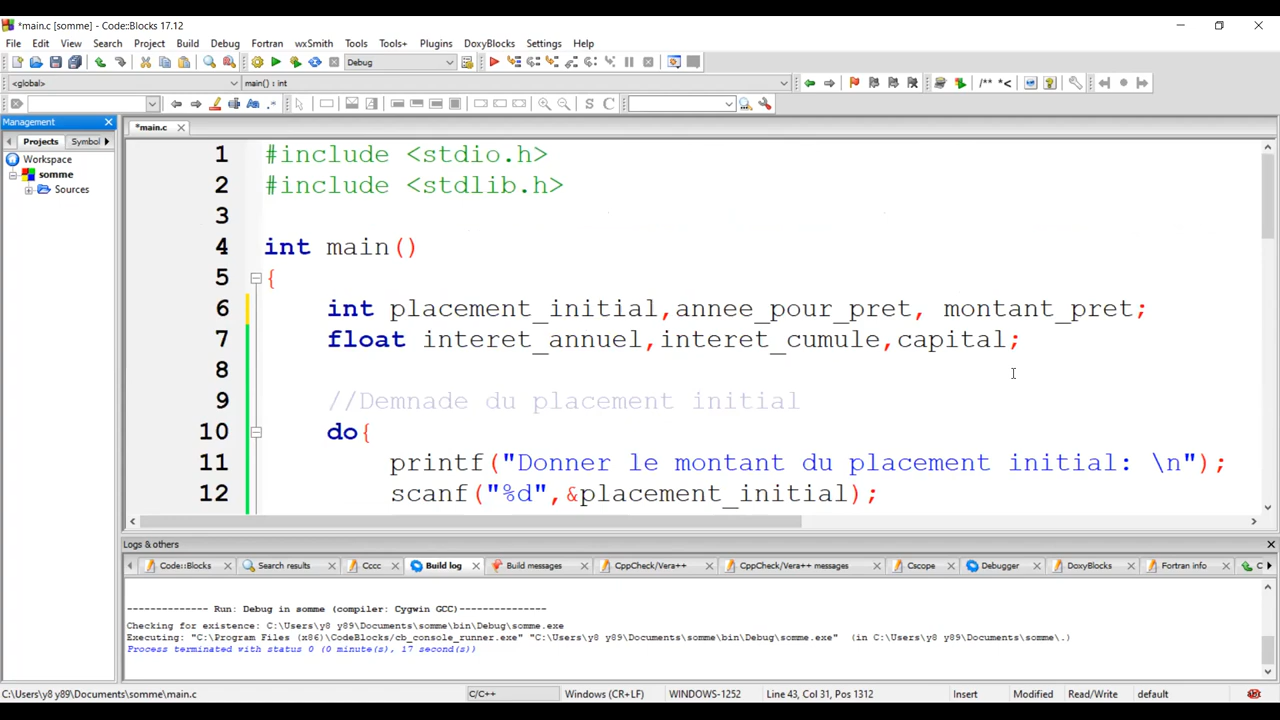 *main.c [somme] - Code::Blocks 17.12
File Edit View Search Project Build Debug Fortran wxSmith Tools Tools+ Plugins DoxyBlocks Settings Help
Debug
<global> main() : int
/** *<
S C
Management
Projects Symbol
Workspace
somme
Sources
*main.c
1 #include <stdio.h>
2 #include <stdlib.h>
3
4 int main()
5 {
6 int placement_initial,annee_pour_pret, montant_pret;
7 float interet_annuel,interet_cumule,capital;
8
9 //Demnade du placement initial
10 do{
11 printf("Donner le montant du placement initial: \n");
12 scanf("%d",&placement_initial);
Logs & others
Code::Blocks Search results Cccc Build log Build messages CppCheck/Vera++ CppCheck/Vera++ messages Cscope Debugger DoxyBlocks Fortran info C
-------------- Run: Debug in somme (compiler: Cygwin GCC)---------------
Checking for existence: C:\Users\y8 y89\Documents\somme\bin\Debug\somme.exe
Executing: "C:\Program Files (x86)\CodeBlocks/cb_console_runner.exe" "C:\Users\y8 y89\Documents\somme\bin\Debug\somme.exe" (in C:\Users\y8 y89\Documents\somme\.)
Process terminated with status 0 (0 minute(s), 17 second(s))
C:\Users\y8 y89\Documents\somme\main.c C/C++ Windows (CR+LF) WINDOWS-1252 Line 43, Col 31, Pos 1312 Insert Modified Read/Write default